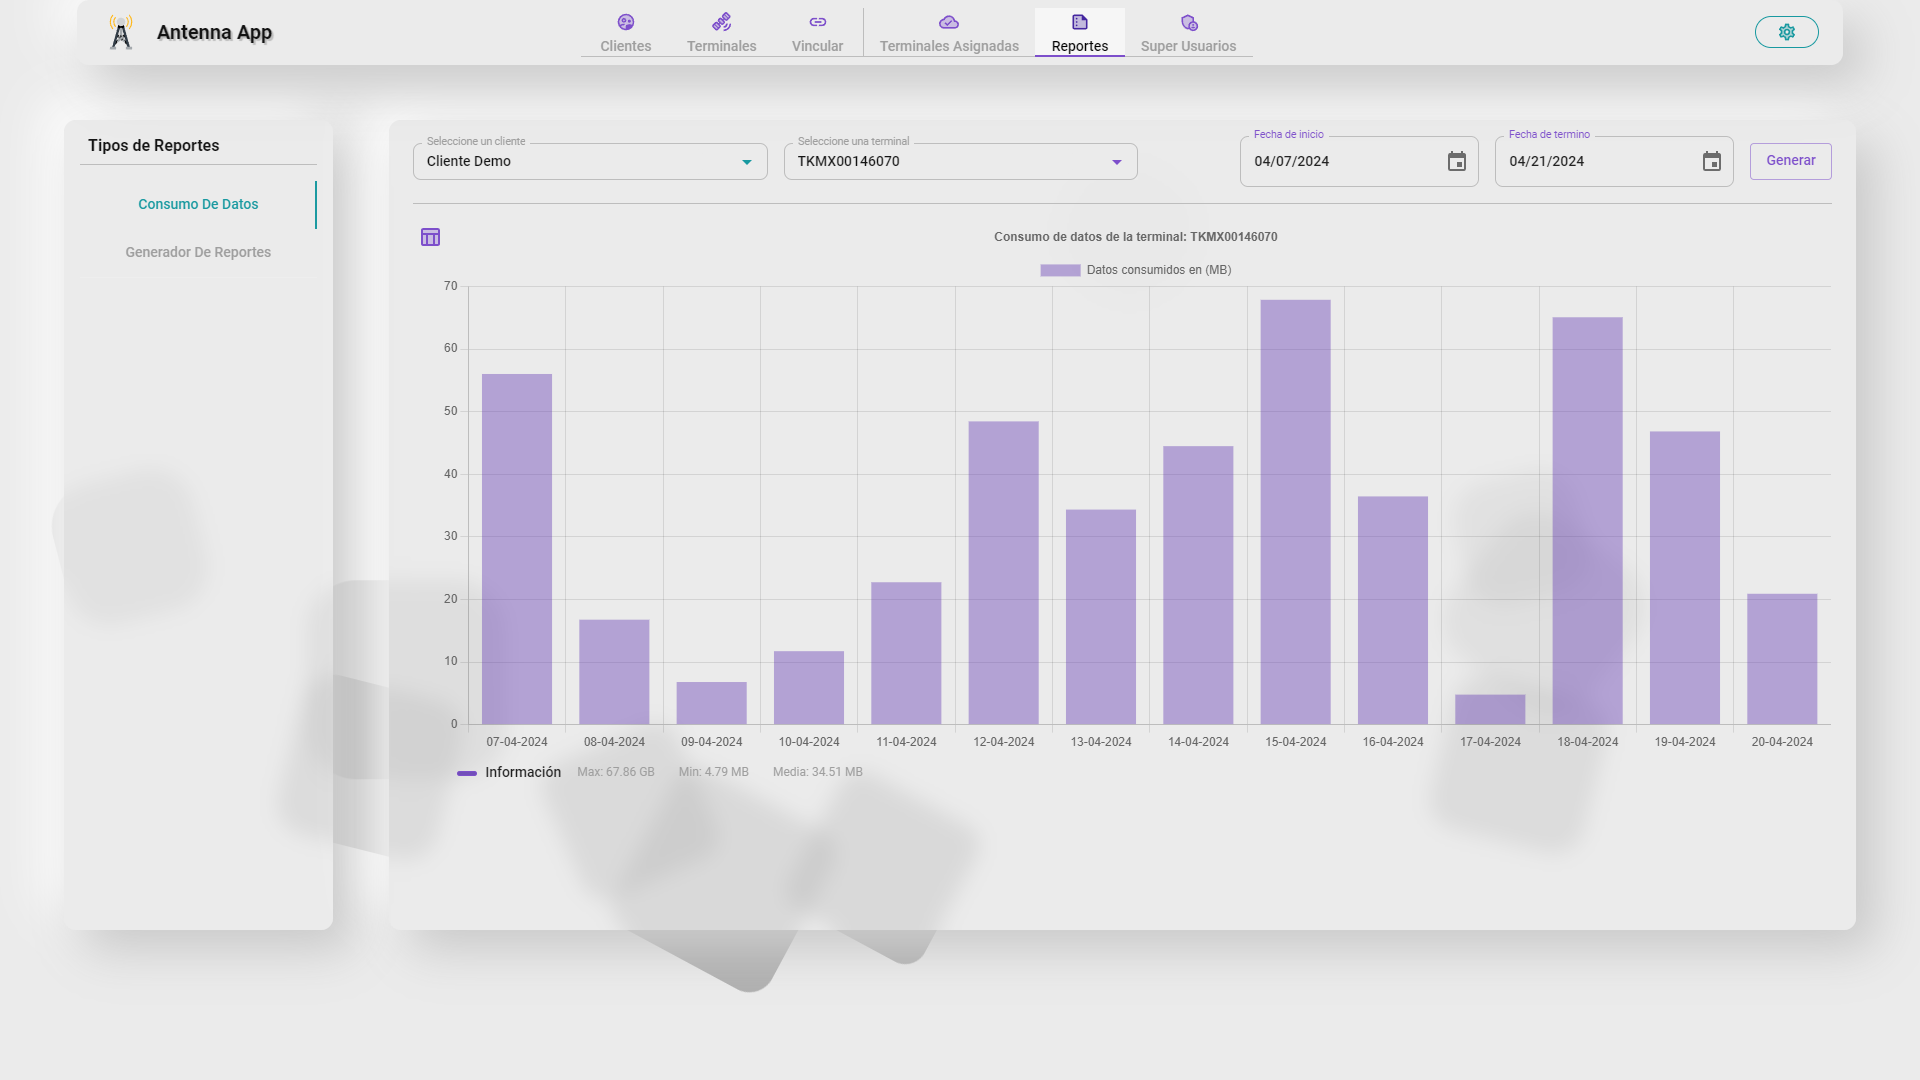 Antenna App
Clientes
Terminales
Vincular
Terminales Asignadas
Reportes
Super Usuarios
Tipos de Reportes
Consumo De Datos
Generador De Reportes
Seleccione un cliente
Cliente Demo
Seleccione una terminal
TKMX00146070
Fecha de inicio
04/07/2024
Fecha de termino
04/21/2024
Generar
Consumo de datos de la terminal: TKMX00146070
Datos consumidos en (MB)
70
60
50
40
30
20
10
0
07-04-2024 08-04-2024 09-04-2024 10-04-2024 11-04-2024 12-04-2024 13-04-2024 14-04-2024 15-04-2024 16-04-2024 17-04-2024 18-04-2024 19-04-2024 20-04-2024
Información Max: 67.86 GB Min: 4.79 MB Media: 34.51 MB